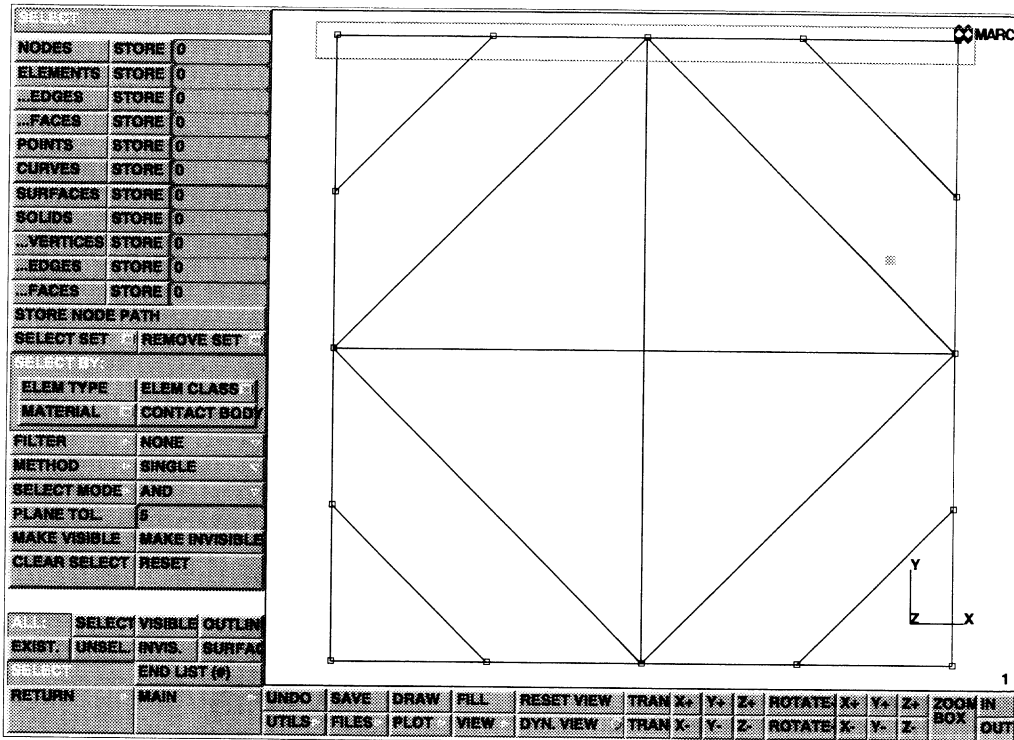 SELECT
NODES STORE 0
ELEMENTS STORE 0
...EDGES STORE 0
...FACES STORE 0
POINTS STORE 0
CURVES STORE 0
SURFACES STORE 0
SOLIDS STORE 0
...VERTICES STORE 0
...EDGES STORE 0
...FACES STORE 0
STORE NODE PATH
SELECT SET REMOVE SET
SELECT BY:
ELEM TYPE ELEM CLASS
MATERIAL CONTACT BODY
FILTER NONE
METHOD SINGLE
SELECT MODE AND
PLANE TOL. 5
MAKE VISIBLE MAKE INVISIBLE
CLEAR SELECT RESET
ALL: SELECT VISIBLE OUTLIN
EXIST. UNSEL. INVIS. SURFAC
SELECT END LIST (#)
RETURN MAIN
MARC
Y
Z X
1
UNDO SAVE DRAW FILL RESET VIEW TRAN X+ Y+ Z+ ROTATE X+ Y+ Z+ ZOOM BOX IN
UTILS FILES PLOT VIEW DYN. VIEW TRAN X- Y- Z- ROTATE X- Y- Z- OUT